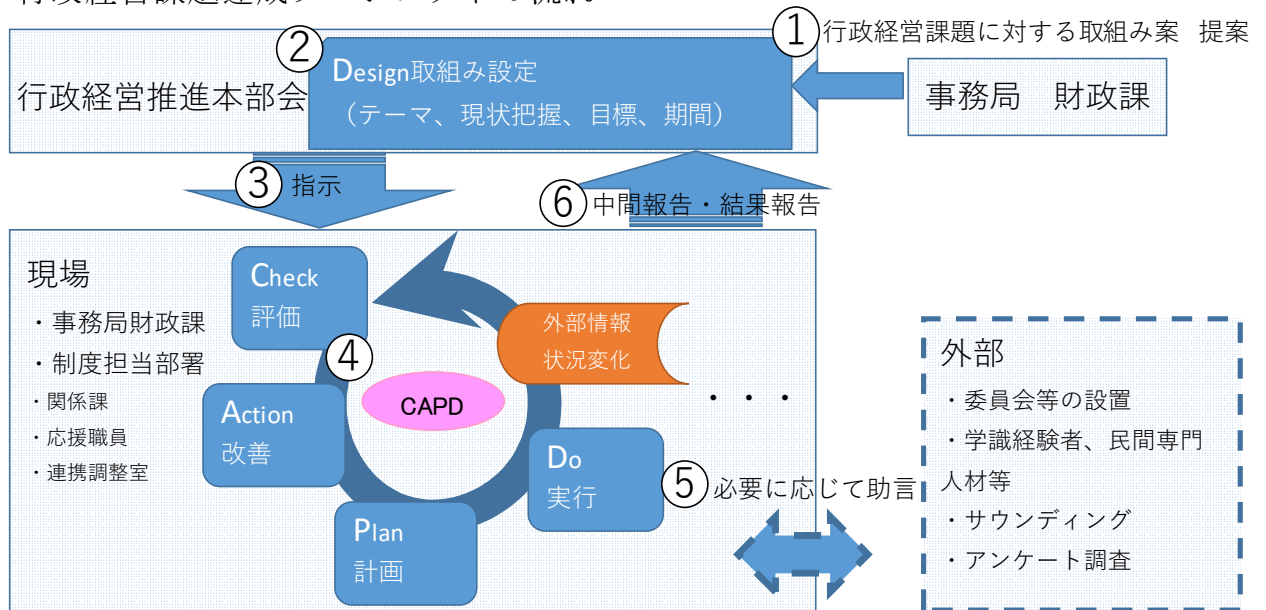 ① 行政経営課題に対する取組み案 提案
事務局 財政課
②
行政経営推進本部会
Design取組み設定
（テーマ、現状把握、目標、期間）
③ 指示
⑥ 中間報告・結果報告
現場
・事務局財政課
・制度担当部署
・関係課
・応援職員
・連携調整室
Check
評価
④
Action
改善
CAPD
Plan
計画
Do
実行
外部情報
状況変化
・・・
⑤ 必要に応じて助言
外部
・委員会等の設置
・学識経験者、民間専門
人材等
・サウンディング
・アンケート調査